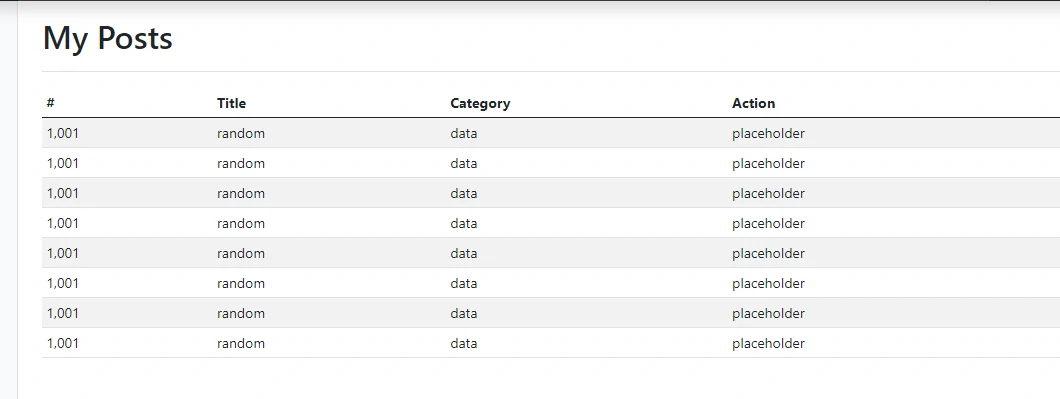 My Posts
# Title Category Action
1,001 random data placeholder
1,001 random data placeholder
1,001 random data placeholder
1,001 random data placeholder
1,001 random data placeholder
1,001 random data placeholder
1,001 random data placeholder
1,001 random data placeholder